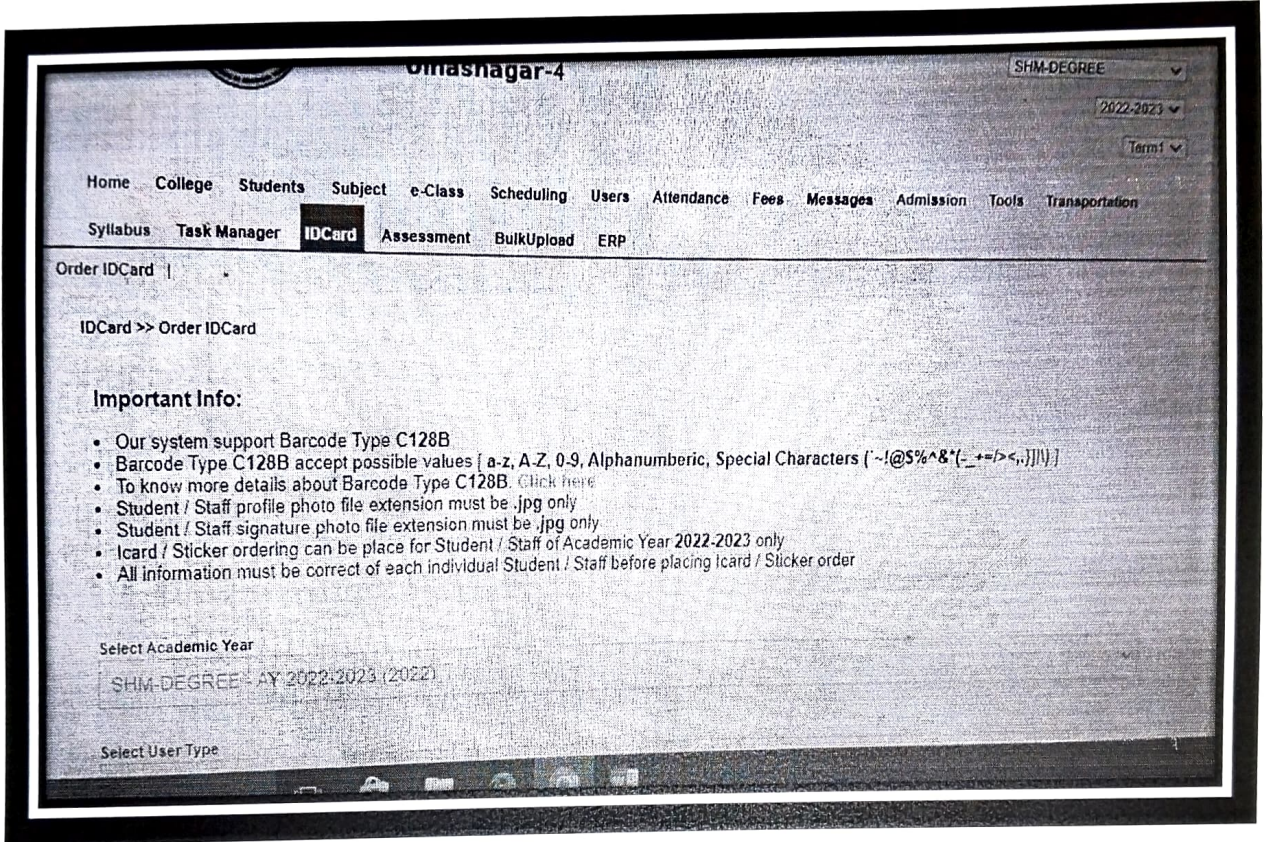 Ulhasnagar-4
SHM-DEGREE
2022-2023
Term1
Home College Students Subject e-Class Scheduling Users Attendance Fees Messages Admission Tools Transportation
Syllabus Task Manager IDCard Assessment BulkUpload ERP
Order IDCard |
IDCard >> Order IDCard
Important Info:
• Our system support Barcode Type C128B
• Barcode Type C128B accept possible values [ a-z, A-Z, 0-9, Alphanumberic, Special Characters {`~!@$%^&*(-_+=/><,.}]|\) ]
• To know more details about Barcode Type C128B. Click here
• Student / Staff profile photo file extension must be .jpg only
• Student / Staff signature photo file extension must be .jpg only
• Icard / Sticker ordering can be place for Student / Staff of Academic Year 2022-2023 only
• All information must be correct of each individual Student / Staff before placing Icard / Sticker order
Select Academic Year
SHM-DEGREE - AY 2022-2023 (2022)
Select User Type